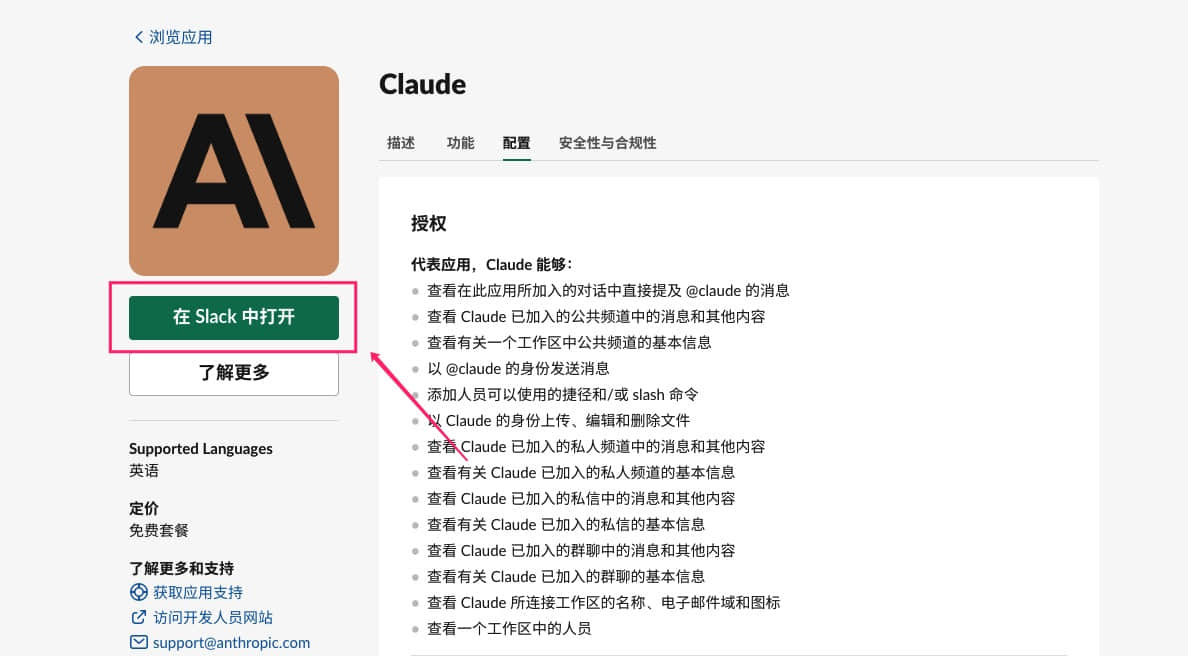 浏览应用
Claude
描述 功能 配置 安全性与合规性
在 Slack 中打开
了解更多
Supported Languages
英语
定价
免费套餐
了解更多和支持
获取应用支持
访问开发人员网站
support@anthropic.com
授权
代表应用，Claude 能够：
查看在此应用所加入的对话中直接提及 @claude 的消息
查看 Claude 已加入的公共频道中的消息和其他内容
查看有关一个工作区中公共频道的基本信息
以 @claude 的身份发送消息
添加人员可以使用的捷径和/或 slash 命令
以 Claude 的身份上传、编辑和删除文件
查看 Claude 已加入的私人频道中的消息和其他内容
查看有关 Claude 已加入的私人频道的基本信息
查看 Claude 已加入的私信中的消息和其他内容
查看有关 Claude 已加入的私信的基本信息
查看 Claude 已加入的群聊中的消息和其他内容
查看有关 Claude 已加入的群聊的基本信息
查看 Claude 所连接工作区的名称、电子邮件域和图标
查看一个工作区中的人员